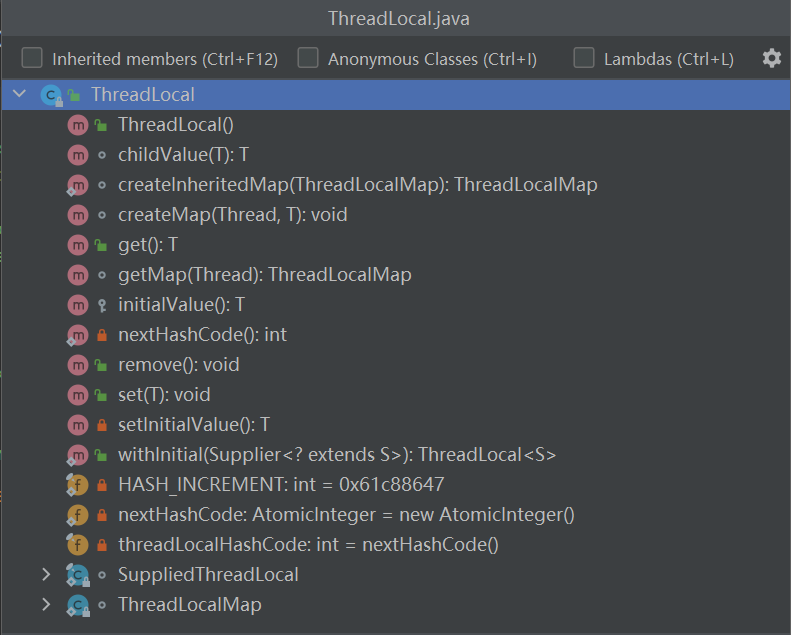 ThreadLocal.java
Inherited members (Ctrl+F12) Anonymous Classes (Ctrl+I) Lambdas (Ctrl+L)
ThreadLocal
ThreadLocal()
childValue(T): T
createInheritedMap(ThreadLocalMap): ThreadLocalMap
createMap(Thread, T): void
get(): T
getMap(Thread): ThreadLocalMap
initialValue(): T
nextHashCode(): int
remove(): void
set(T): void
setInitialValue(): T
withInitial(Supplier<? extends S>): ThreadLocal<S>
HASH_INCREMENT: int = 0x61c88647
nextHashCode: AtomicInteger = new AtomicInteger()
threadLocalHashCode: int = nextHashCode()
SuppliedThreadLocal
ThreadLocalMap